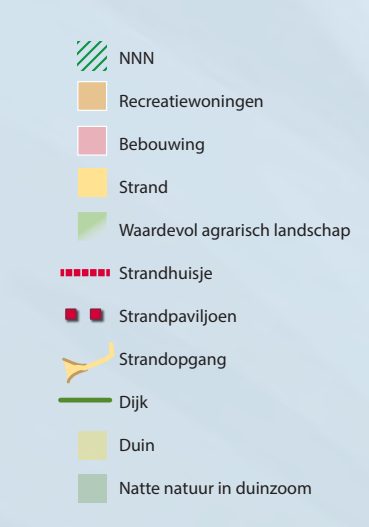 NNN
Recreatiewoningen
Bebouwing
Strand
Waardevol agrarisch landschap
Strandhuisje
Strandpaviljoen
Strandopgang
Dijk
Duin
Natte natuur in duinzoom